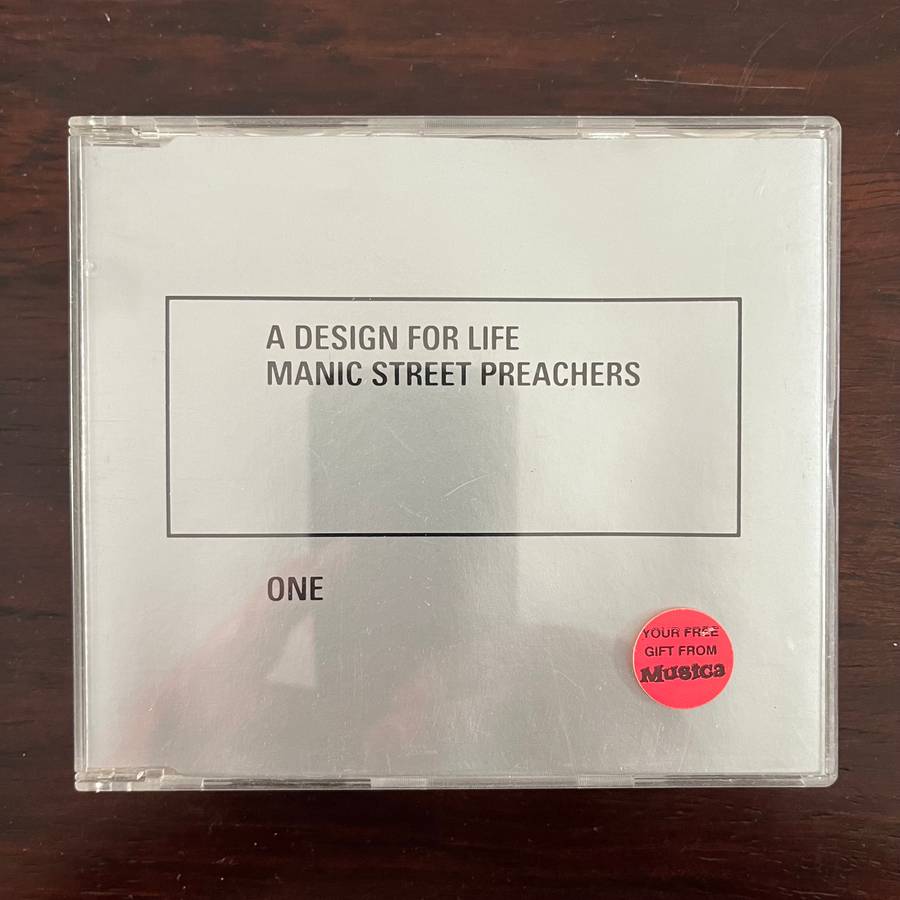 A DESIGN FOR LIFE
MANIC STREET PREACHERS
ONE
YOUR FREE
GIFT FROM
Musica